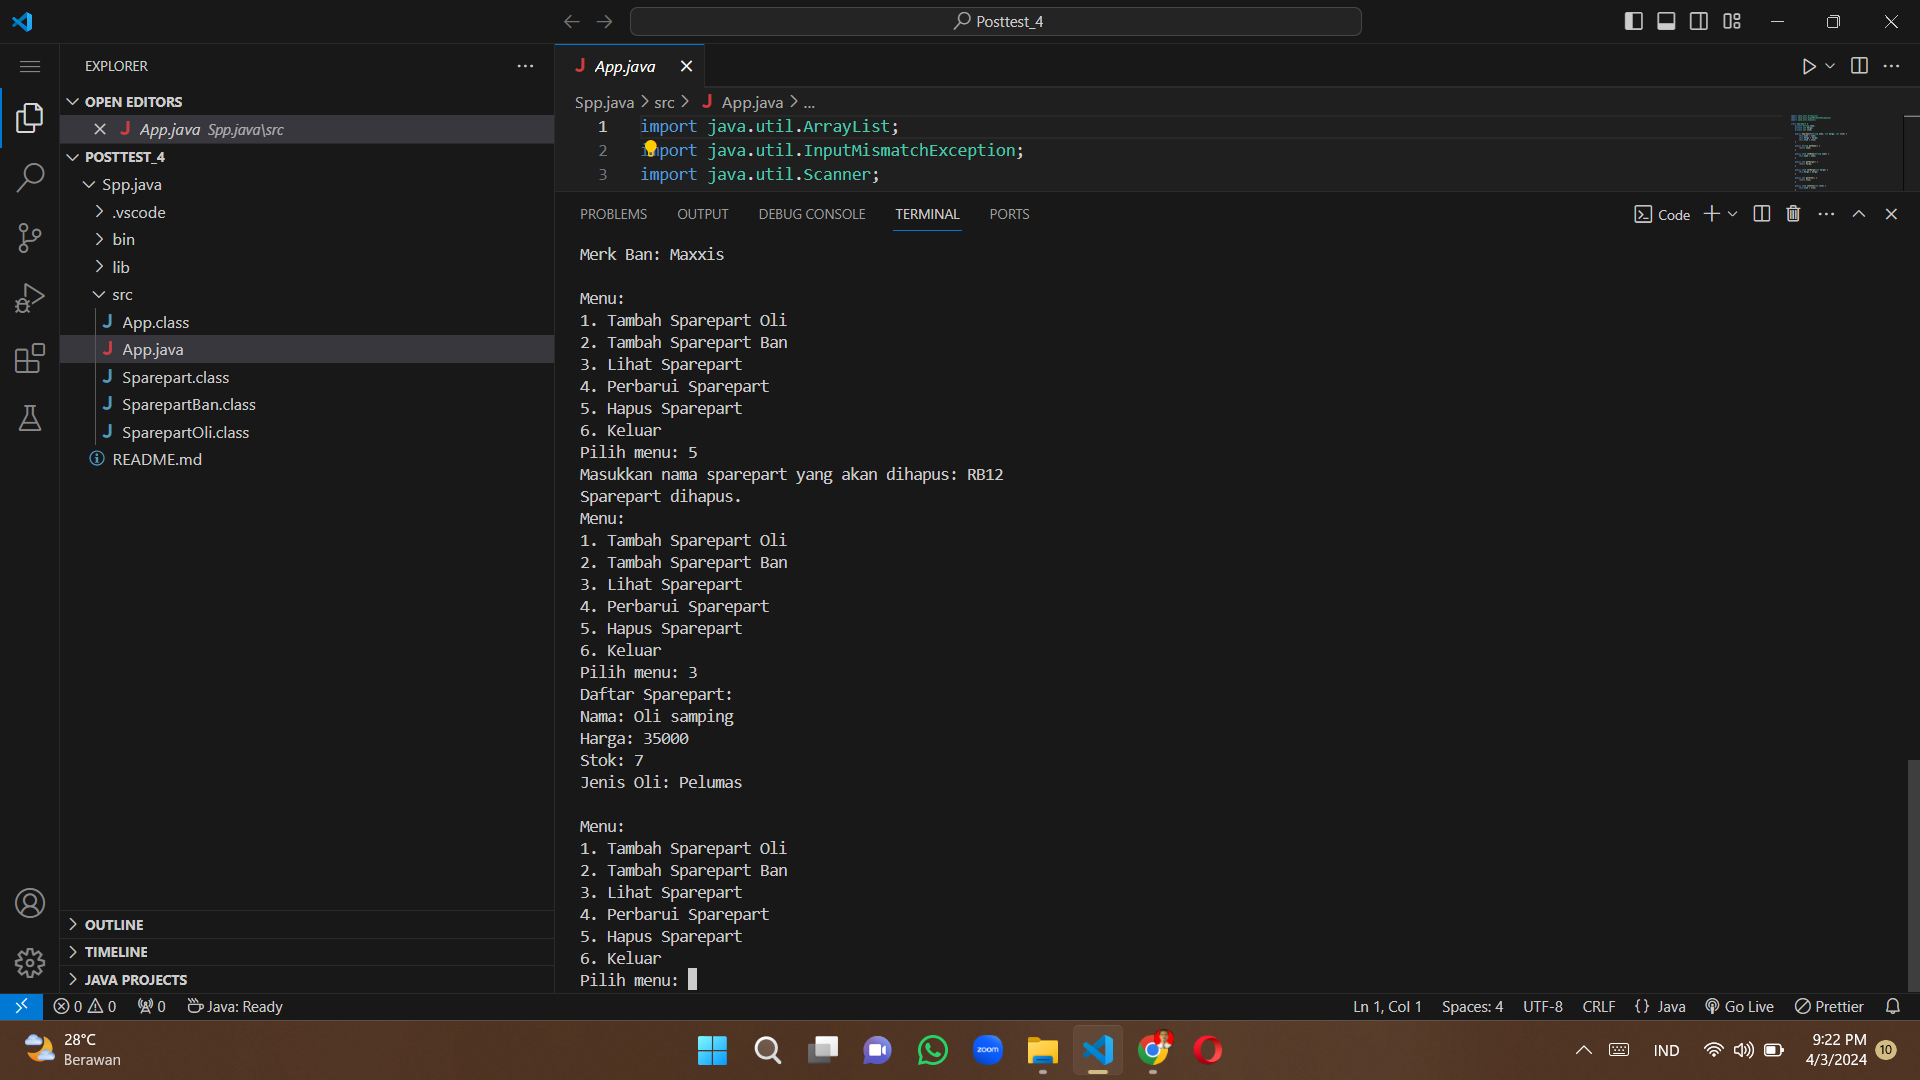 Posttest_4
EXPLORER
OPEN EDITORS
App.java Spp.java\src
POSTTEST_4
Spp.java
.vscode
bin
lib
src
App.class
App.java
Sparepart.class
SparepartBan.class
SparepartOli.class
README.md
OUTLINE
TIMELINE
JAVA PROJECTS
App.java
Spp.java > src > App.java > ...
1 import java.util.ArrayList;
2 import java.util.InputMismatchException;
3 import java.util.Scanner;
PROBLEMS OUTPUT DEBUG CONSOLE TERMINAL PORTS
Code
Merk Ban: Maxxis
Menu:
1. Tambah Sparepart Oli
2. Tambah Sparepart Ban
3. Lihat Sparepart
4. Perbarui Sparepart
5. Hapus Sparepart
6. Keluar
Pilih menu: 5
Masukkan nama sparepart yang akan dihapus: RB12
Sparepart dihapus.
Menu:
1. Tambah Sparepart Oli
2. Tambah Sparepart Ban
3. Lihat Sparepart
4. Perbarui Sparepart
5. Hapus Sparepart
6. Keluar
Pilih menu: 3
Daftar Sparepart:
Nama: Oli samping
Harga: 35000
Stok: 7
Jenis Oli: Pelumas
Menu:
1. Tambah Sparepart Oli
2. Tambah Sparepart Ban
3. Lihat Sparepart
4. Perbarui Sparepart
5. Hapus Sparepart
6. Keluar
Pilih menu:
0 0 0 Java: Ready
Ln 1, Col 1 Spaces: 4 UTF-8 CRLF {} Java Go Live Prettier
28°C
Berawan
zoom
IND
9:22 PM
4/3/2024
10